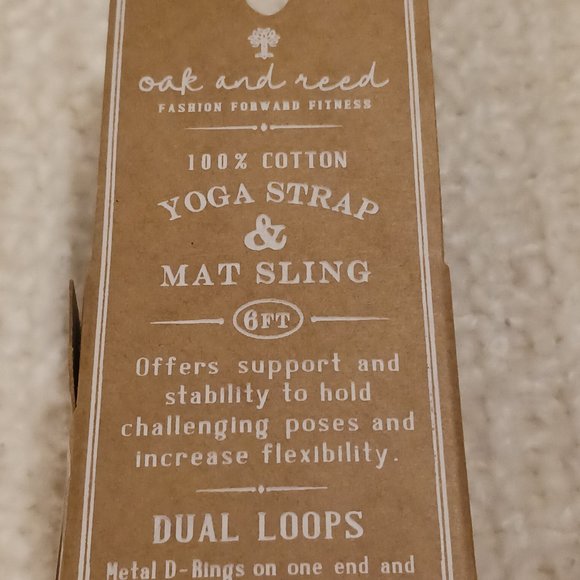 oak and reed
FASHION FORWARD FITNESS
100% COTTON
YOGA STRAP
&
MAT SLING
6FT
Offers support and
stability to hold
challenging poses and
increase flexibility.
DUAL LOOPS
Metal D-Rings on one end and